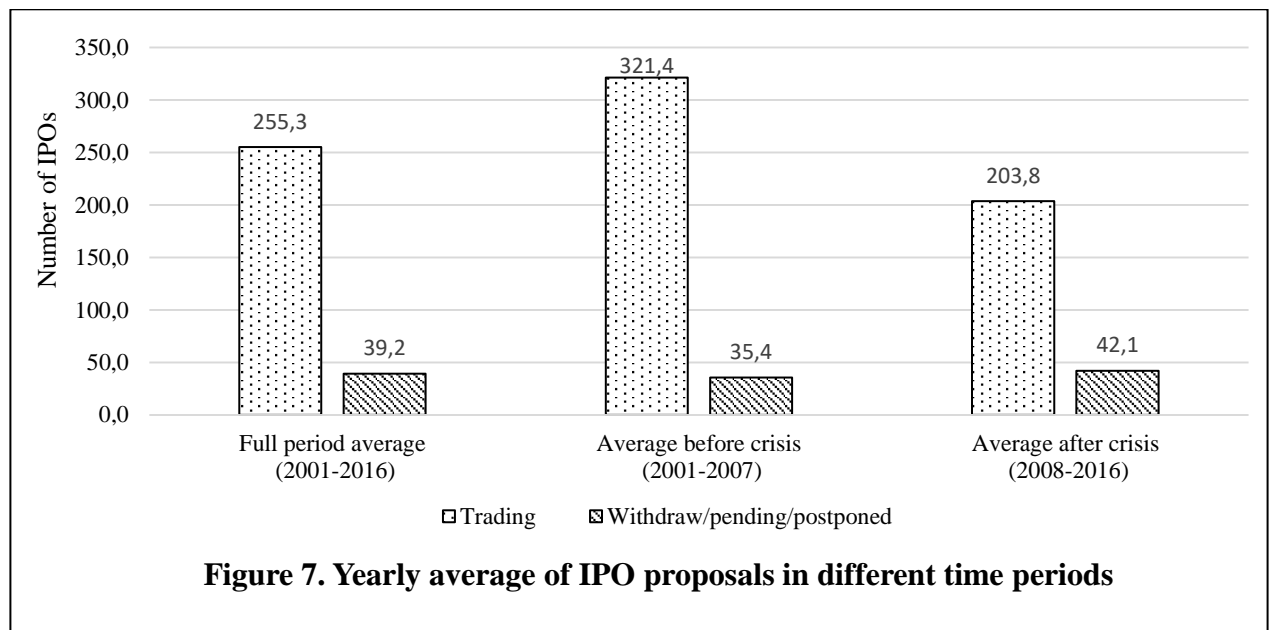 350,0
300,0
250,0
200,0
150,0
100,0
50,0
0,0
Number of IPOs
255,3
39,2
321,4
35,4
203,8
42,1
Full period average
(2001-2016)
Average before crisis
(2001-2007)
Average after crisis
(2008-2016)
Trading
Withdraw/pending/postponed
Figure 7. Yearly average of IPO proposals in different time periods